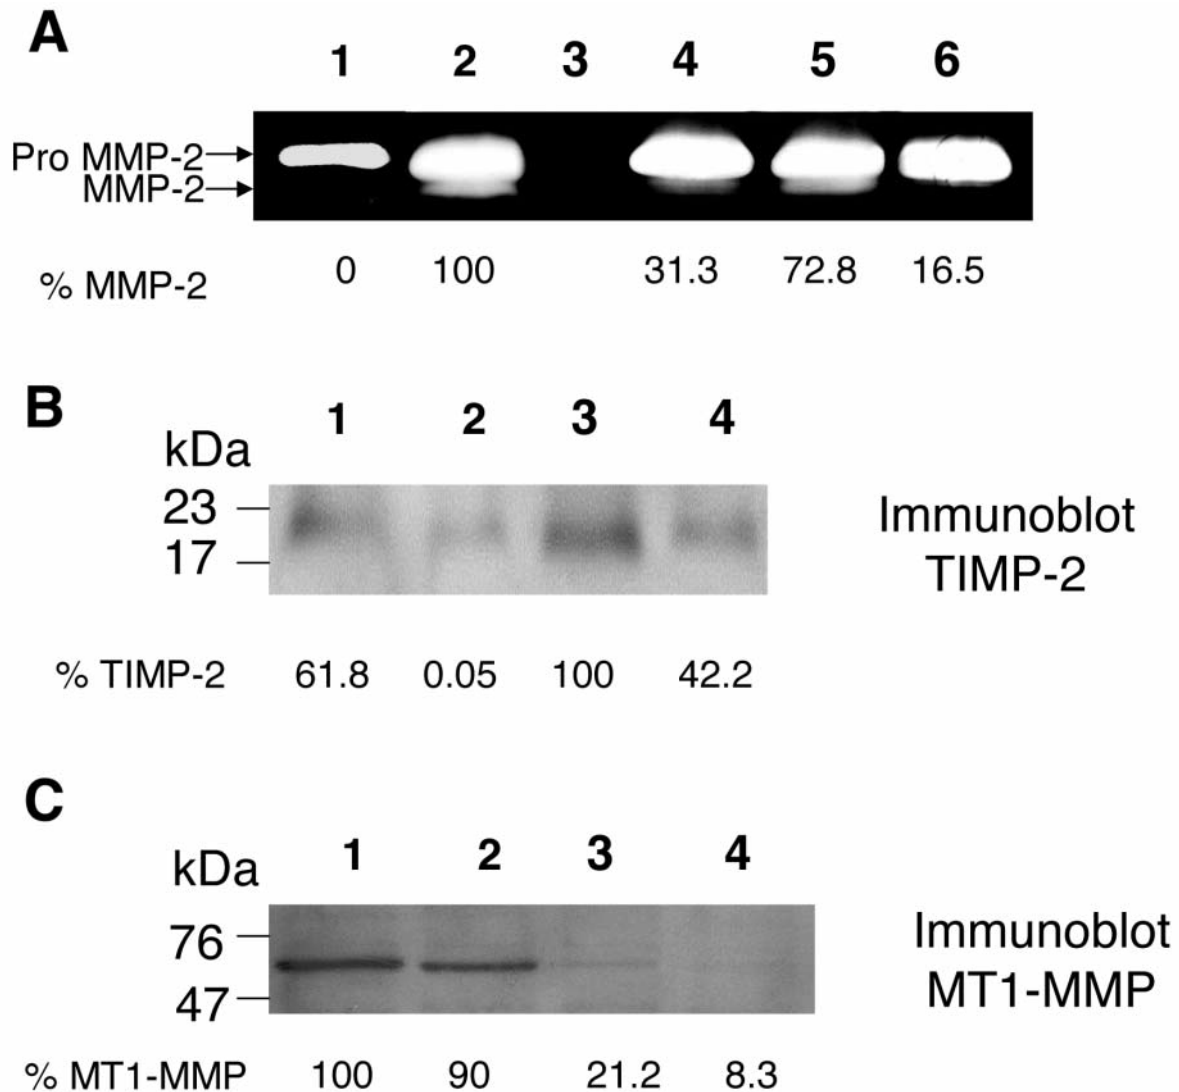 A
1 2 3 4 5 6
Pro MMP-2
MMP-2
% MMP-2 0 100 31.3 72.8 16.5
B
kDa 1 2 3 4
23
17
Immunoblot
TIMP-2
% TIMP-2 61.8 0.05 100 42.2
C
kDa 1 2 3 4
76
47
Immunoblot
MT1-MMP
% MT1-MMP 100 90 21.2 8.3